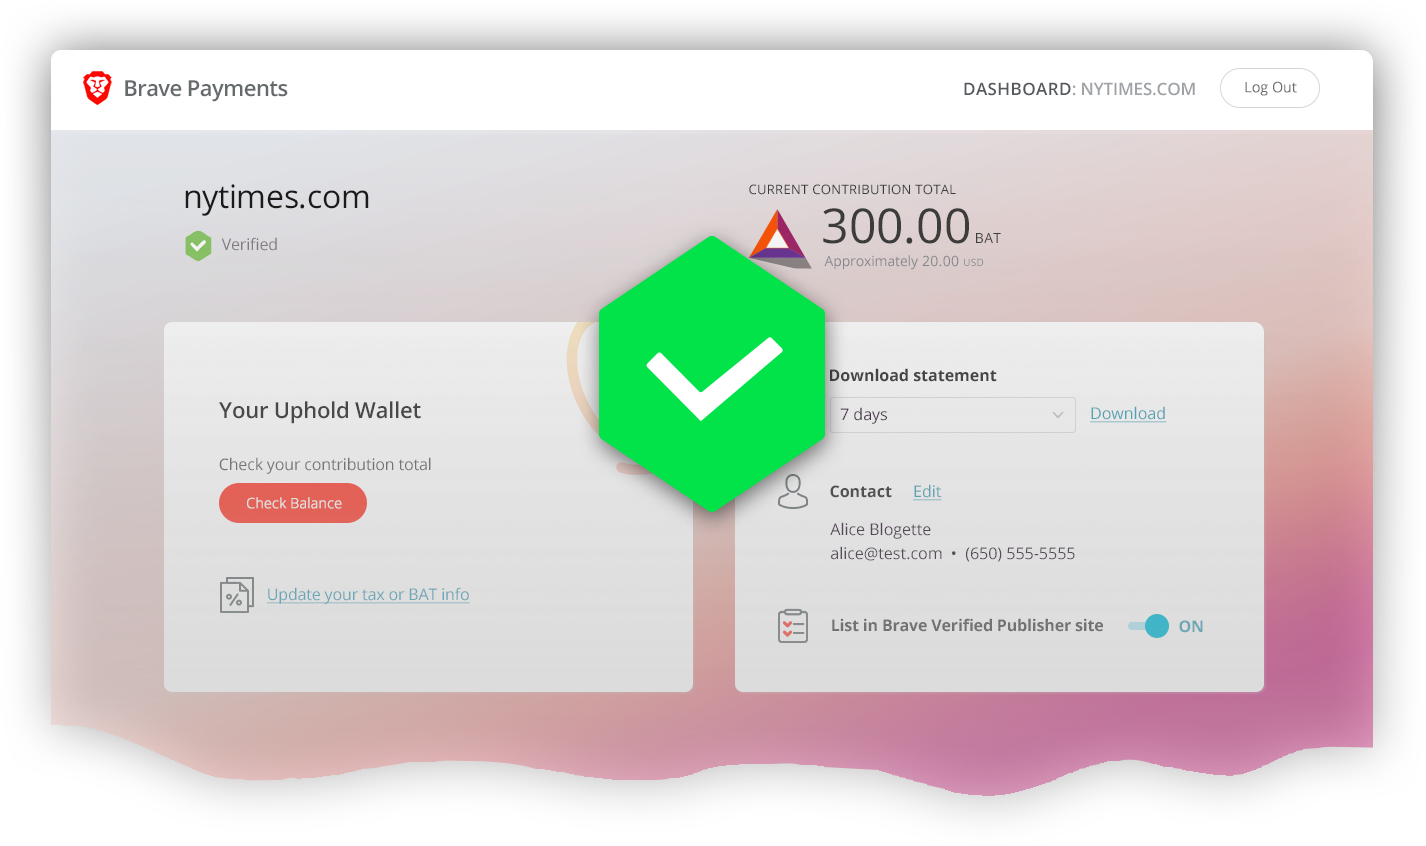 Brave Payments
DASHBOARD: NYTIMES.COM
Log Out
nytimes.com
Verified
CURRENT CONTRIBUTION TOTAL
300.00 BAT
Approximately 20.00 USD
Your Uphold Wallet
Check your contribution total
Check Balance
Update your tax or BAT info
Download statement
7 days
Download
Contact Edit
Alice Blogette
alice@test.com • (650) 555-5555
List in Brave Verified Publisher site ON